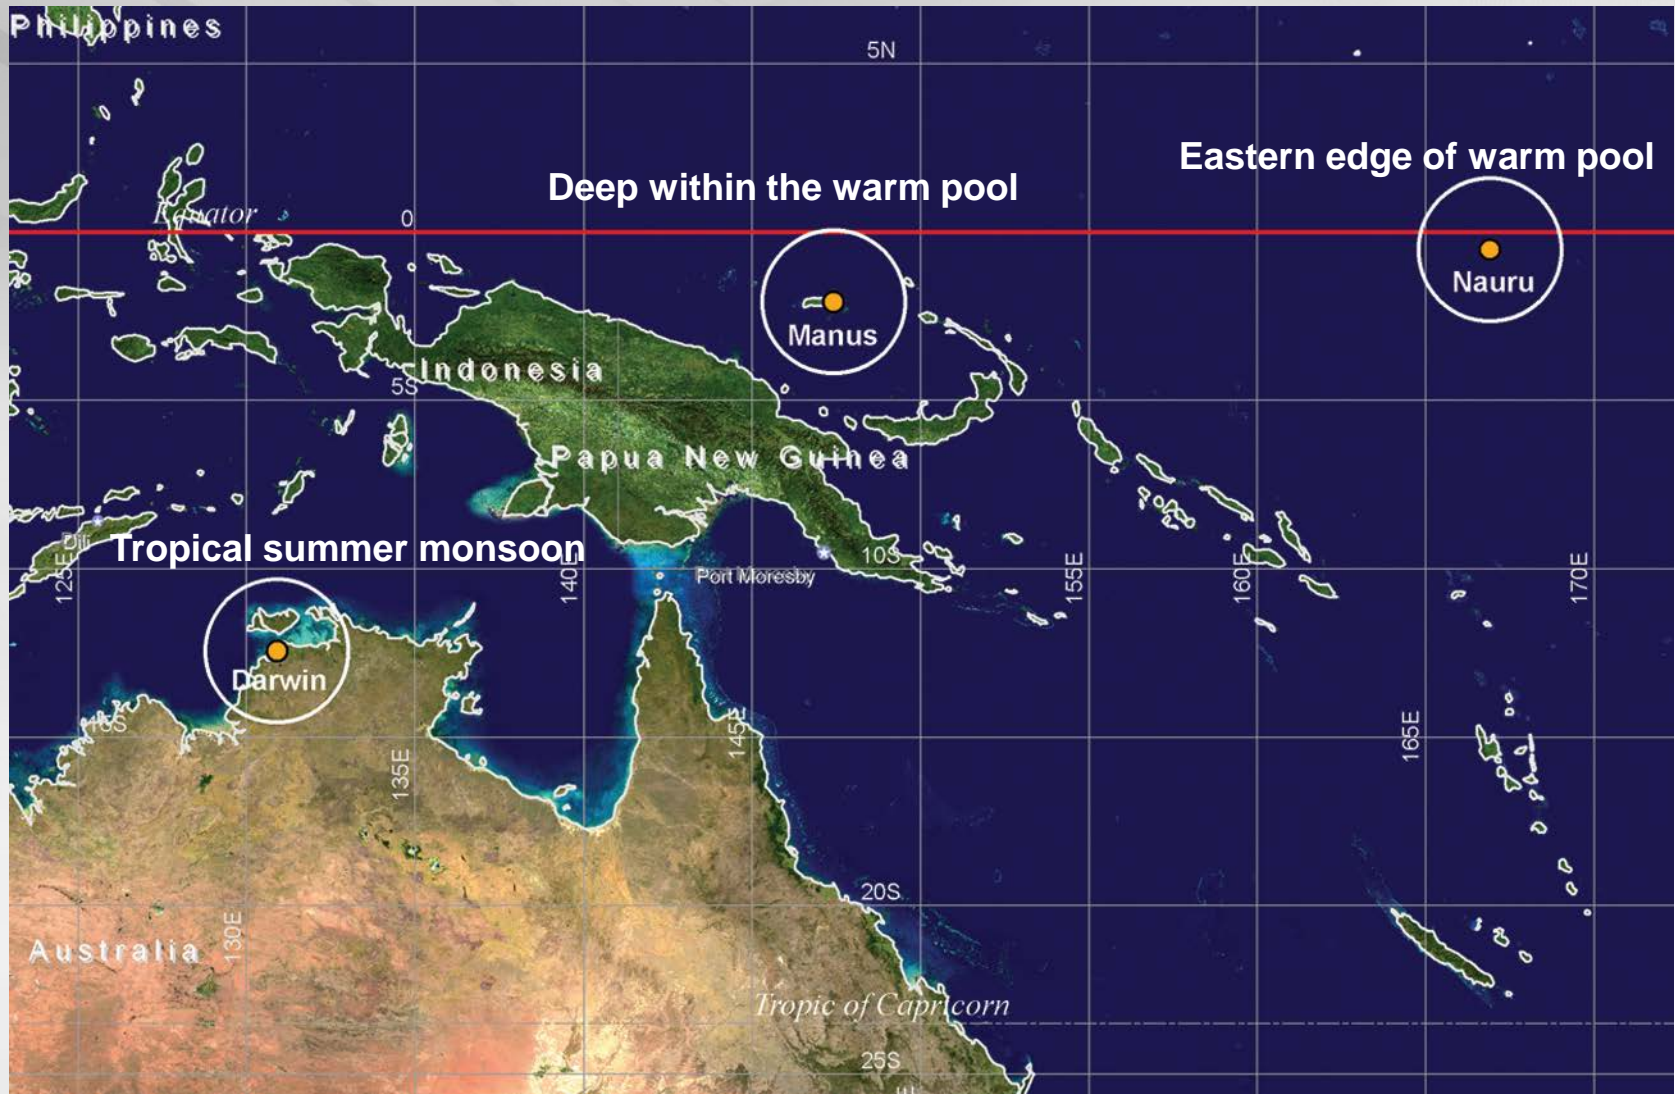 Philippines
5N
Eastern edge of warm pool
Deep within the warm pool
Equator
0
Nauru
Manus
Indonesia
5S
Papua New Guinea
Dili
Tropical summer monsoon
10S
125E
140E
Port Moresby
155E
160E
170E
Darwin
15S
145E
165E
135E
20S
130E
Australia
Tropic of Capricorn
25S